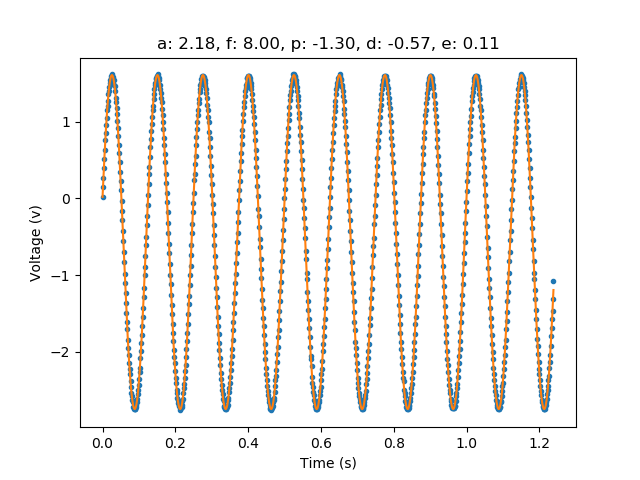 a: 2.18, f: 8.00, p: -1.30, d: -0.57, e: 0.11
1
0
−1
−2
Voltage (v)
0.0 0.2 0.4 0.6 0.8 1.0 1.2
Time (s)